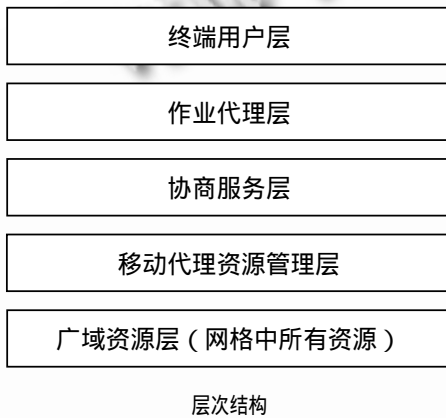 终端用户层
作业代理层
协商服务层
移动代理资源管理层
广域资源层（网格中所有资源）
层次结构